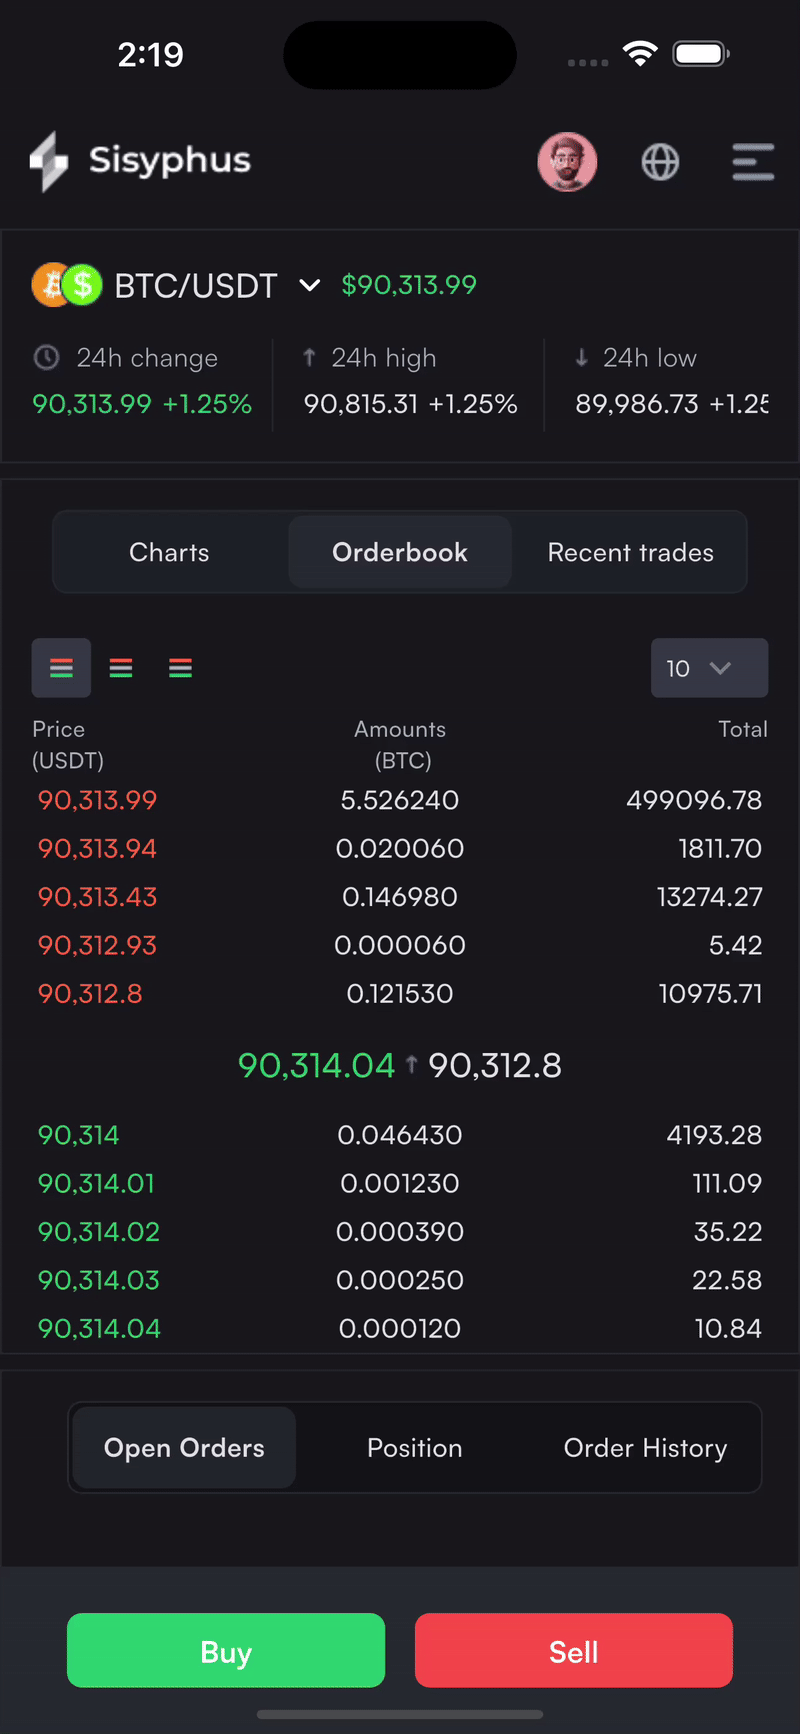 2:19
Sisyphus
BTC/USDT $90,313.99
24h change 24h high 24h low
90,313.99 +1.25% 90,815.31 +1.25% 89,986.73 +1.25
Charts Orderbook Recent trades
10
Price Amounts Total
(USDT) (BTC)
90,313.99 5.526240 499096.78
90,313.94 0.020060 1811.70
90,313.43 0.146980 13274.27
90,312.93 0.000060 5.42
90,312.8 0.121530 10975.71
90,314.04 ↑ 90,312.8
90,314 0.046430 4193.28
90,314.01 0.001230 111.09
90,314.02 0.000390 35.22
90,314.03 0.000250 22.58
90,314.04 0.000120 10.84
Open Orders Position Order History
Buy Sell